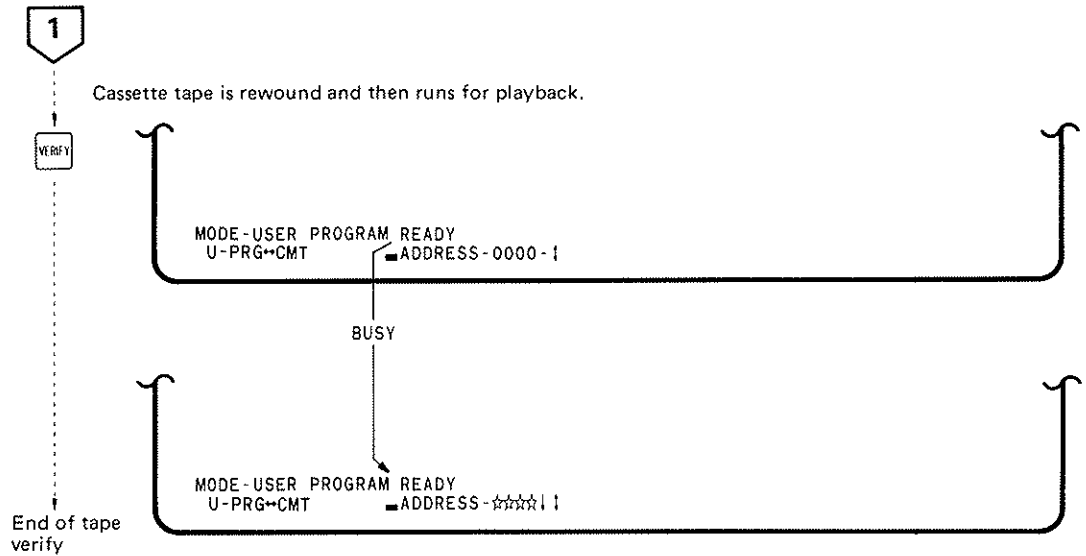 1
Cassette tape is rewound and then runs for playback.
VERIFY
MODE-USER PROGRAM READY
U-PRG↔CMT ▬ADDRESS-0000-↕
BUSY
MODE-USER PROGRAM READY
U-PRG↔CMT ▬ADDRESS-☆☆☆☆↓↕
End of tape
verify